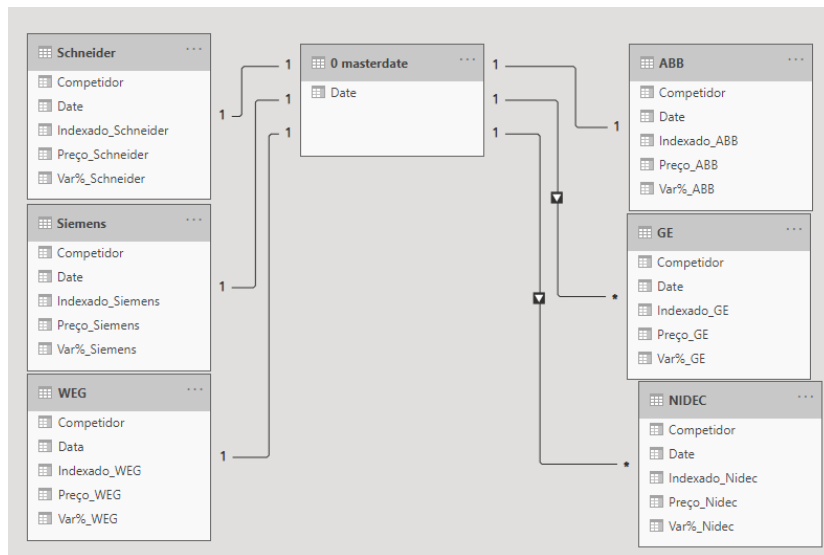 Schneider ...
Competidor
Date
Indexado_Schneider
Preço_Schneider
Var%_Schneider
1
1
0 masterdate ...
Date
1
1
1
1
1
1
ABB ...
Competidor
Date
Indexado_ABB
Preço_ABB
Var%_ABB
1
Siemens ...
Competidor
Date
Indexado_Siemens
Preço_Siemens
Var%_Siemens
1
GE ...
Competidor
Date
Indexado_GE
Preço_GE
Var%_GE
*
WEG ...
Competidor
Data
Indexado_WEG
Preço_WEG
Var%_WEG
1
NIDEC ...
Competidor
Date
Indexado_Nidec
Preço_Nidec
Var%_Nidec
*